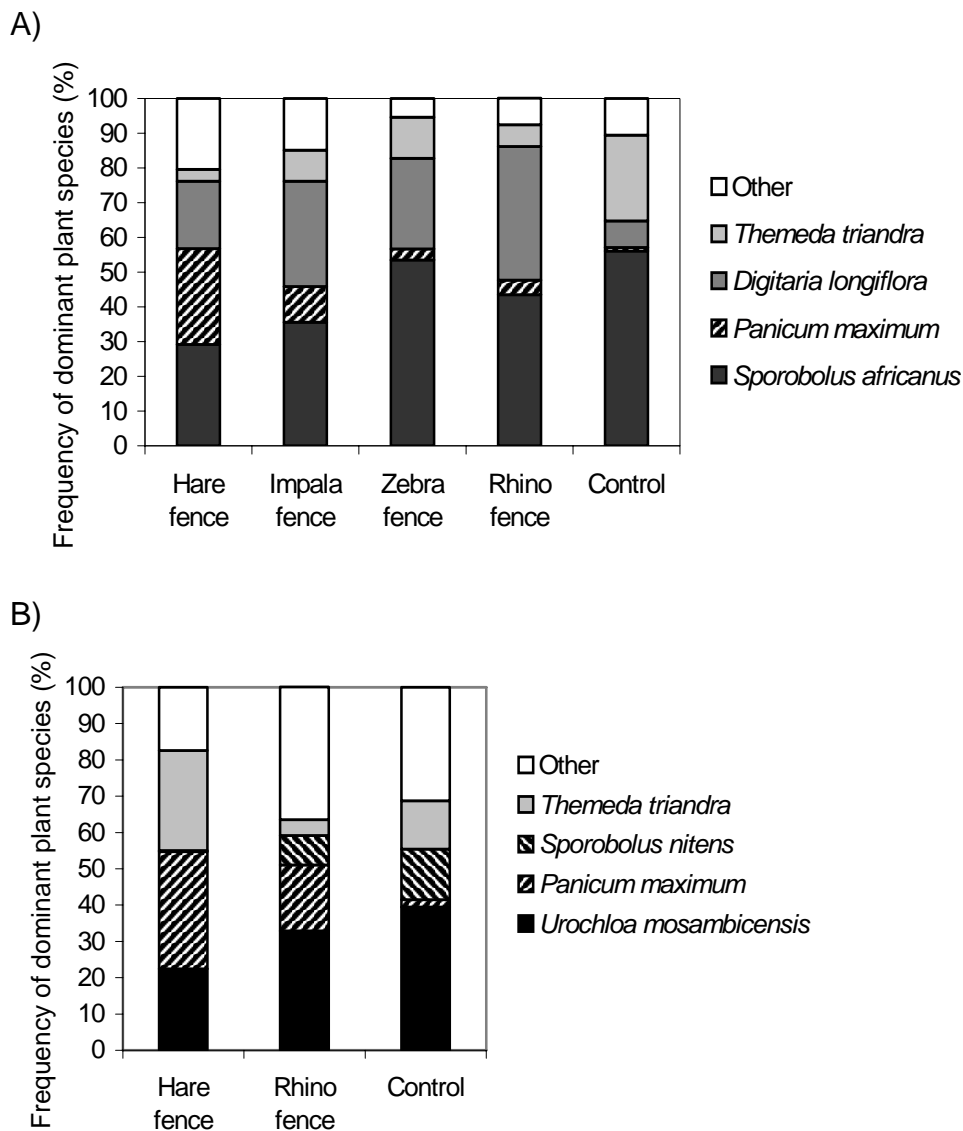 A)
Frequency of dominant plant species (%)
100
90
80
70
60
50
40
30
20
10
0
Hare fence
Impala fence
Zebra fence
Rhino fence
Control
Other
Themeda triandra
Digitaria longiflora
Panicum maximum
Sporobolus africanus
B)
Frequency of dominant plant species (%)
100
90
80
70
60
50
40
30
20
10
0
Hare fence
Rhino fence
Control
Other
Themeda triandra
Sporobolus nitens
Panicum maximum
Urochloa mosambicensis